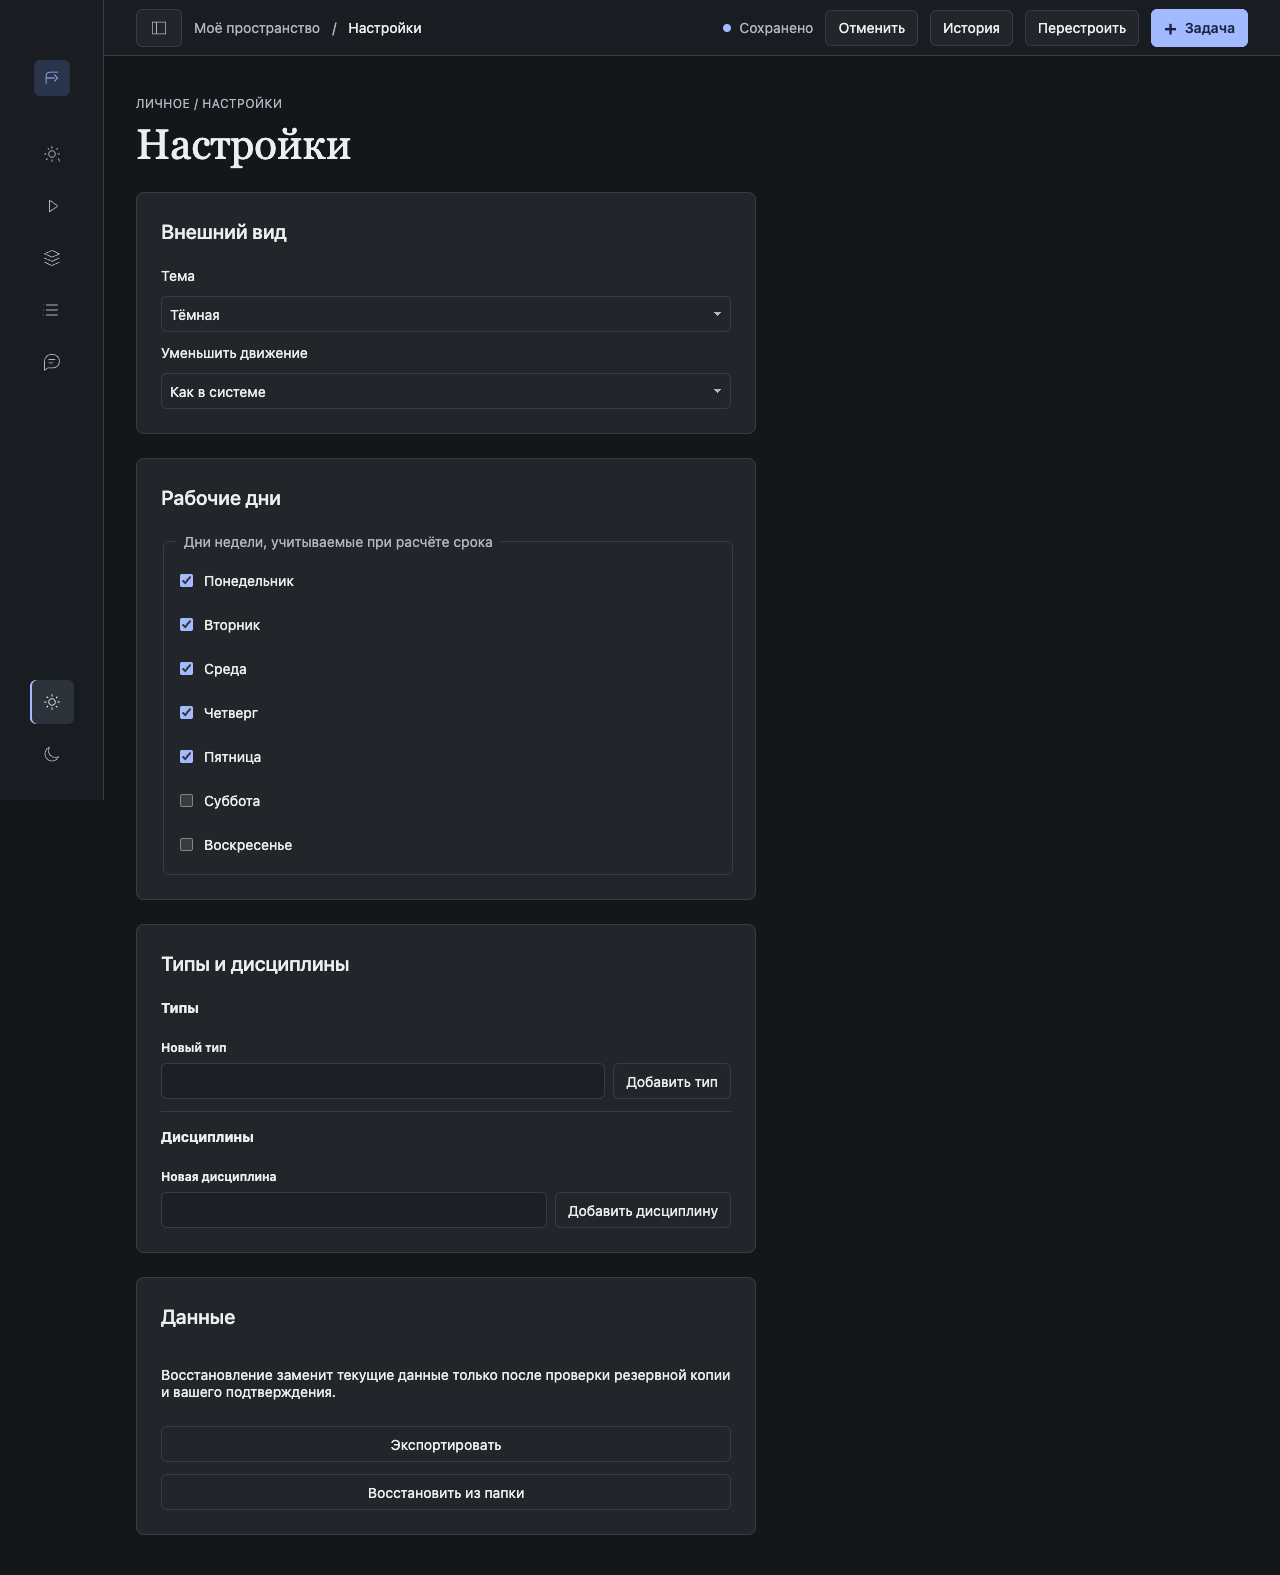 Моё пространство / Настройки
Сохранено
Отменить
История
Перестроить
+ Задача
ЛИЧНОЕ / НАСТРОЙКИ
Настройки
Внешний вид
Тема
Тёмная
Уменьшить движение
Как в системе
Рабочие дни
Дни недели, учитываемые при расчёте срока
Понедельник
Вторник
Среда
Четверг
Пятница
Суббота
Воскресенье
Типы и дисциплины
Типы
Новый тип
Добавить тип
Дисциплины
Новая дисциплина
Добавить дисциплину
Данные
Восстановление заменит текущие данные только после проверки резервной копии
и вашего подтверждения.
Экспортировать
Восстановить из папки